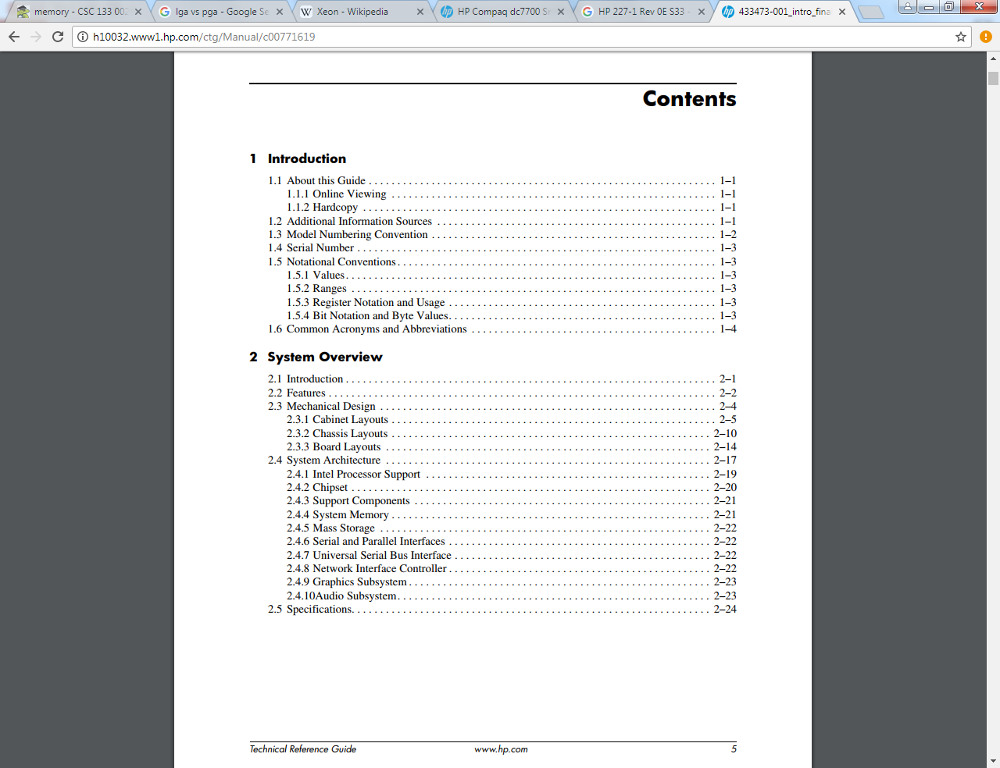 memory - CSC 133 002
lga vs pga - Google Se
Xeon - Wikipedia
HP Compaq dc7700 Sm
HP 227-1 Rev 0E S33 -
433473-001_intro_fina
h10032.www1.hp.com/ctg/Manual/c00771619
Contents
1 Introduction
1.1 About this Guide . . . . . . . . . . . . . . . . . . . . 1–1
1.1.1 Online Viewing . . . . . . . . . . . . . . . . . . . . 1–1
1.1.2 Hardcopy . . . . . . . . . . . . . . . . . . . . 1–1
1.2 Additional Information Sources . . . . . . . . . . . . . . . . . . . . 1–1
1.3 Model Numbering Convention . . . . . . . . . . . . . . . . . . . . 1–2
1.4 Serial Number . . . . . . . . . . . . . . . . . . . . 1–3
1.5 Notational Conventions . . . . . . . . . . . . . . . . . . . . 1–3
1.5.1 Values . . . . . . . . . . . . . . . . . . . . 1–3
1.5.2 Ranges . . . . . . . . . . . . . . . . . . . . 1–3
1.5.3 Register Notation and Usage . . . . . . . . . . . . . . . . . . . . 1–3
1.5.4 Bit Notation and Byte Values . . . . . . . . . . . . . . . . . . . . 1–3
1.6 Common Acronyms and Abbreviations . . . . . . . . . . . . . . . . . . . . 1–4
2 System Overview
2.1 Introduction . . . . . . . . . . . . . . . . . . . . 2–1
2.2 Features . . . . . . . . . . . . . . . . . . . . 2–2
2.3 Mechanical Design . . . . . . . . . . . . . . . . . . . . 2–4
2.3.1 Cabinet Layouts . . . . . . . . . . . . . . . . . . . . 2–5
2.3.2 Chassis Layouts . . . . . . . . . . . . . . . . . . . . 2–10
2.3.3 Board Layouts . . . . . . . . . . . . . . . . . . . . 2–14
2.4 System Architecture . . . . . . . . . . . . . . . . . . . . 2–17
2.4.1 Intel Processor Support . . . . . . . . . . . . . . . . . . . . 2–19
2.4.2 Chipset . . . . . . . . . . . . . . . . . . . . 2–20
2.4.3 Support Components . . . . . . . . . . . . . . . . . . . . 2–21
2.4.4 System Memory . . . . . . . . . . . . . . . . . . . . 2–21
2.4.5 Mass Storage . . . . . . . . . . . . . . . . . . . . 2–22
2.4.6 Serial and Parallel Interfaces . . . . . . . . . . . . . . . . . . . . 2–22
2.4.7 Universal Serial Bus Interface . . . . . . . . . . . . . . . . . . . . 2–22
2.4.8 Network Interface Controller . . . . . . . . . . . . . . . . . . . . 2–22
2.4.9 Graphics Subsystem . . . . . . . . . . . . . . . . . . . . 2–23
2.4.10Audio Subsystem . . . . . . . . . . . . . . . . . . . . 2–23
2.5 Specifications . . . . . . . . . . . . . . . . . . . . 2–24
Technical Reference Guide www.hp.com 5